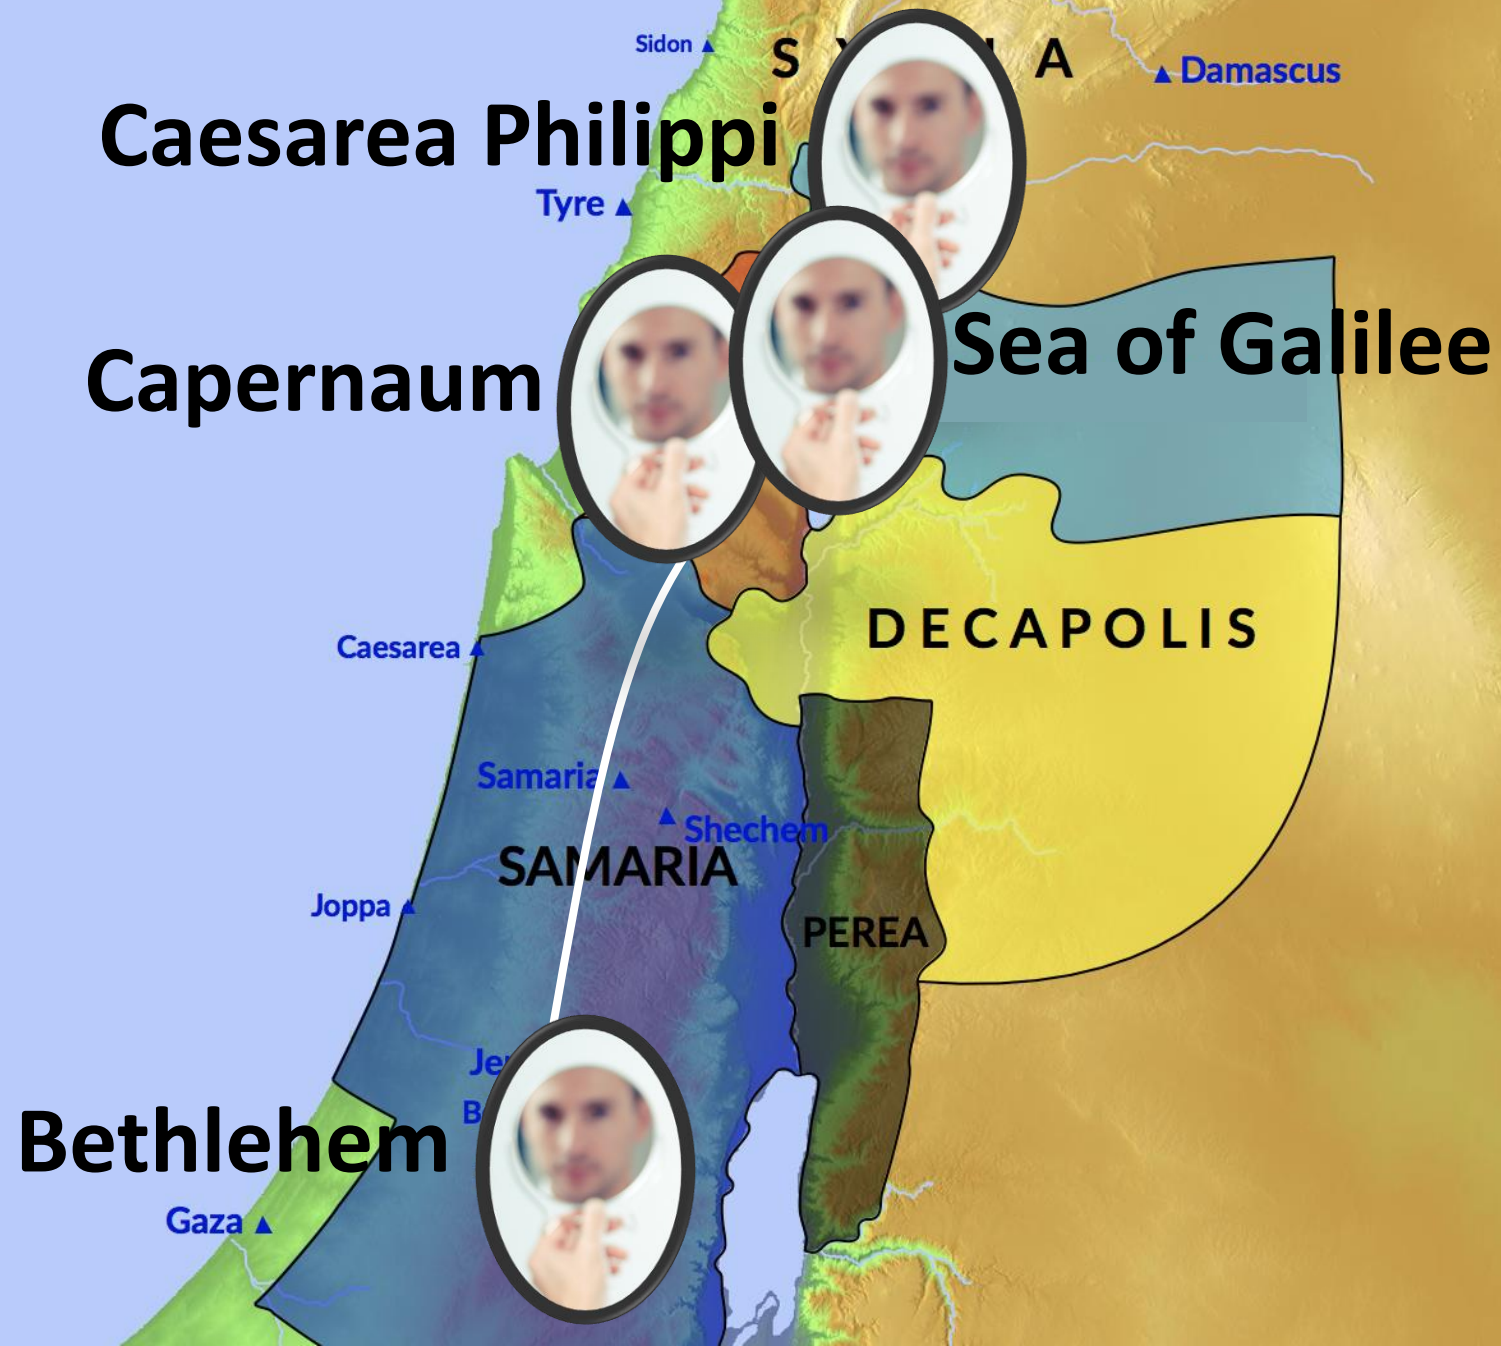 Sidon
S
A
Damascus
Caesarea Philippi
Tyre
Sea of Galilee
Capernaum
DECAPOLIS
Caesarea
Samaria
Shechem
SAMARIA
Joppa
PEREA
Bethlehem
Gaza